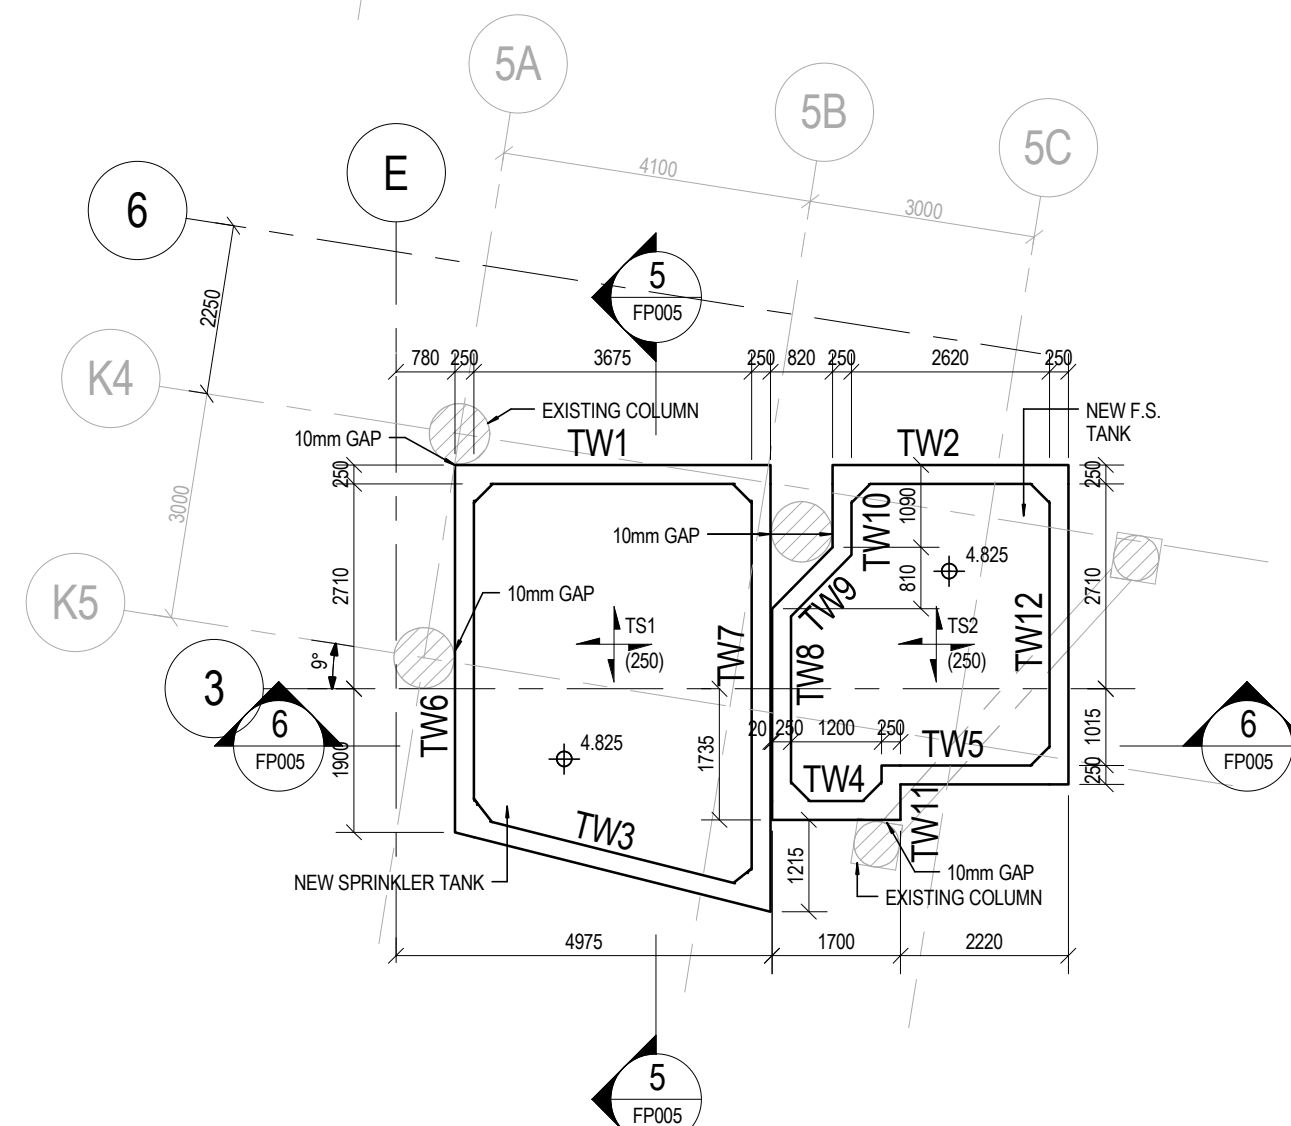 5A
5B
5C
E
6
4100
3000
2250
K4
5
FP005
780
250
3675
250
820
250
2620
250
EXISTING COLUMN
NEW F.S.
TANK
10mm GAP
TW1
TW2
250
250
3000
1090
TW10
10mm GAP
4.825
2710
2710
810
K5
10mm GAP
TW9
TW12
TS1
(250)
TS2
(250)
9°
TW7
TW8
3
6
FP005
TW6
4.825
20
250
1200
250
TW5
1015
6
FP005
1900
1735
TW4
250
TW3
TW11
1215
10mm GAP
NEW SPRINKLER TANK
EXISTING COLUMN
4975
1700
2220
5
FP005